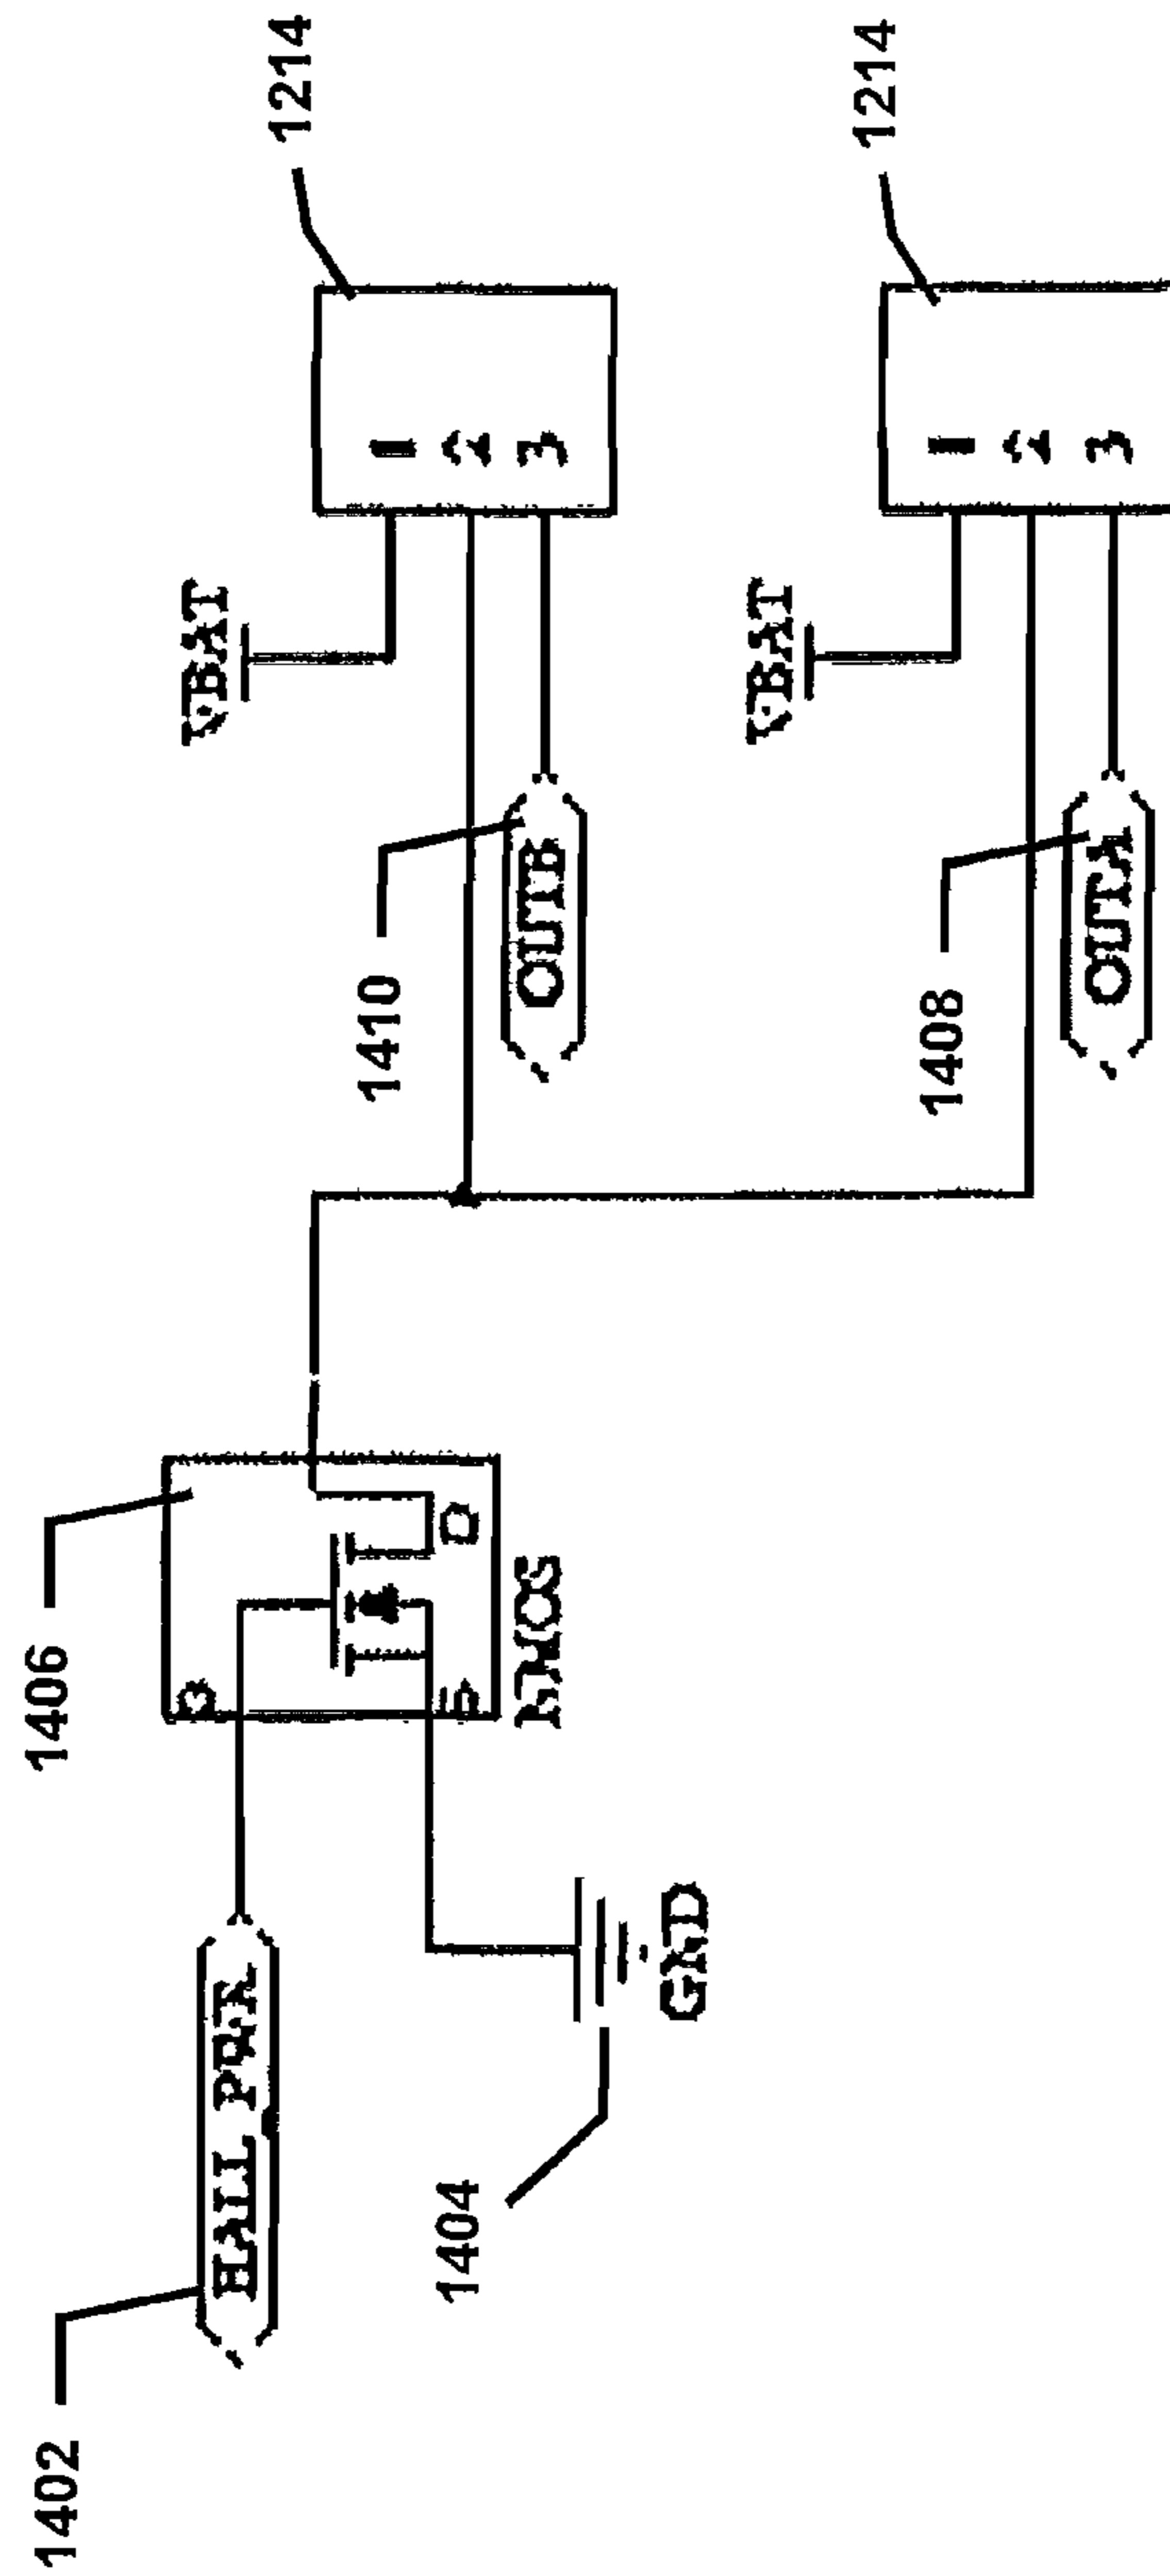 1402
HALL PWR
1404
GND
1406
G
D
S
NMOS
1410
OUTB
VBAT
1
2
3
1214
1408
OUTA
VBAT
1
2
3
1214